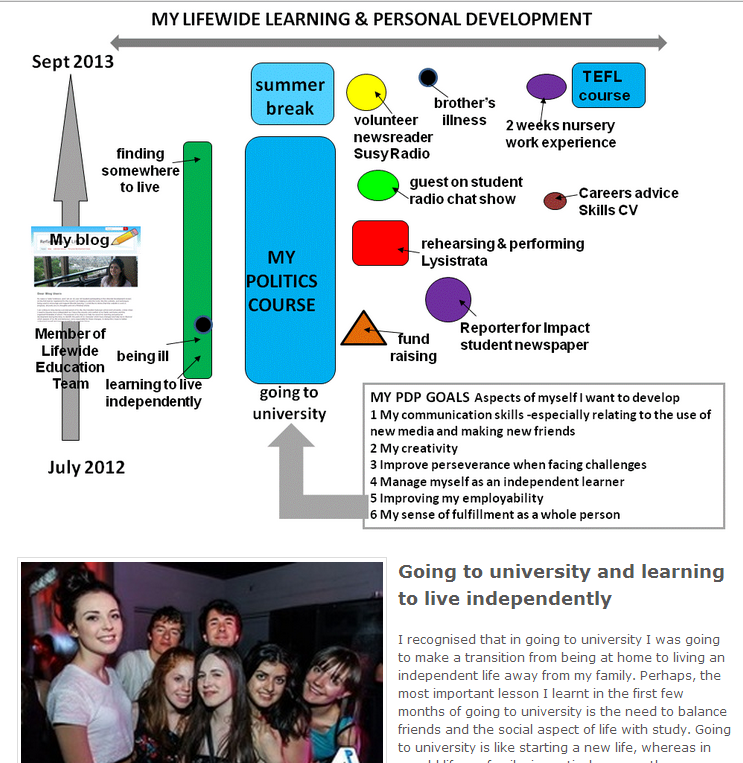 MY LIFEWIDE LEARNING & PERSONAL DEVELOPMENT
Sept 2013
summer
break
volunteer
newsreader
Susy Radio
brother's
illness
TEFL
course
2 weeks nursery
work experience
finding
somewhere
to live
guest on student
radio chat show
Careers advice
Skills CV
My blog
MY
POLITICS
COURSE
rehearsing & performing
Lysistrata
Reporter for Impact
student newspaper
fund
raising
Member of
Lifewide
Education
Team
being ill
learning to live
independently
going to
university
July 2012
MY PDP GOALS Aspects of myself I want to develop
1 My communication skills -especially relating to the use of
new media and making new friends
2 My creativity
3 Improve perseverance when facing challenges
4 Manage myself as an independent learner
5 Improving my employability
6 My sense of fulfillment as a whole person
Going to university and learning
to live independently
I recognised that in going to university I was going
to make a transition from being at home to living an
independent life away from my family. Perhaps, the
most important lesson I learnt in the first few
months of going to university is the need to balance
friends and the social aspect of life with study. Going
to university is like starting a new life, whereas in